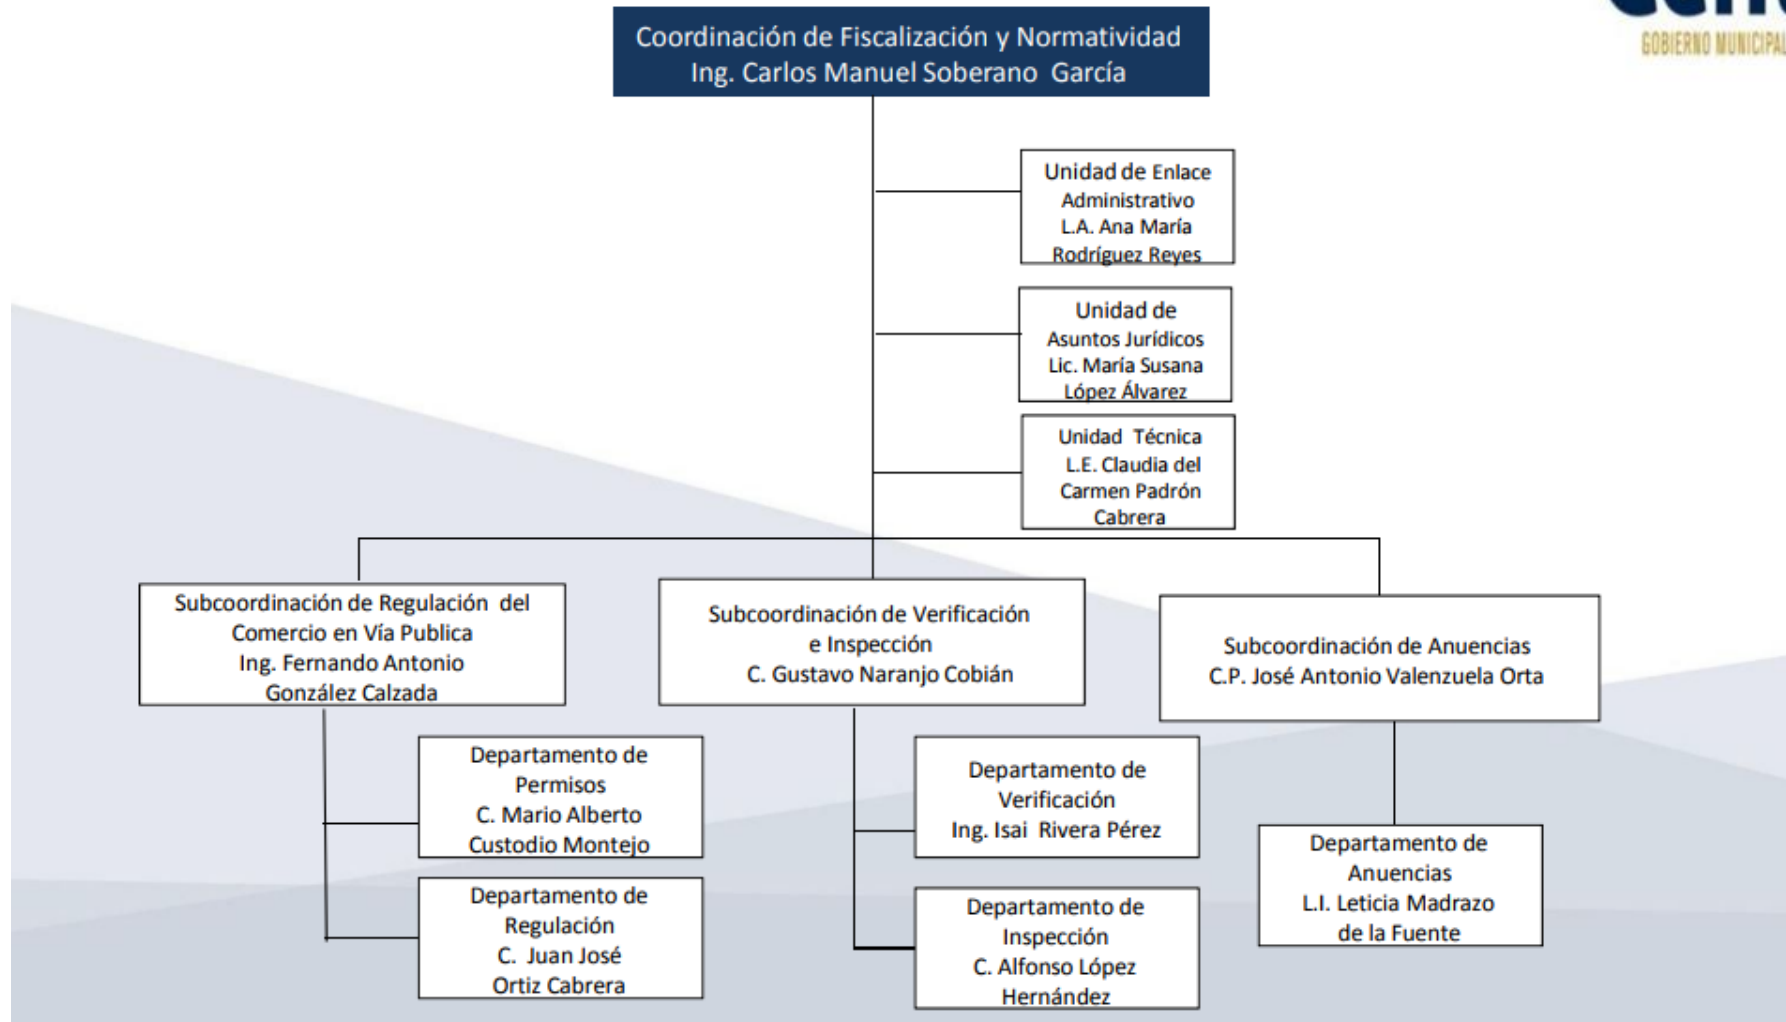 Coordinación de Fiscalización y Normatividad
Ing. Carlos Manuel Soberano García
GOBIERNO MUNICIPAL
Unidad de Enlace
Administrativo
L.A. Ana María
Rodríguez Reyes
Unidad de
Asuntos Jurídicos
Lic. María Susana
López Álvarez
Unidad Técnica
L.E. Claudia del
Carmen Padrón
Cabrera
Subcoordinación de Regulación del
Comercio en Vía Publica
Ing. Fernando Antonio
González Calzada
Subcoordinación de Verificación
e Inspección
C. Gustavo Naranjo Cobián
Subcoordinación de Anuencias
C.P. José Antonio Valenzuela Orta
Departamento de
Permisos
C. Mario Alberto
Custodio Montejo
Departamento de
Verificación
Ing. Isai Rivera Pérez
Departamento de
Anuencias
L.I. Leticia Madrazo
de la Fuente
Departamento de
Regulación
C. Juan José
Ortiz Cabrera
Departamento de
Inspección
C. Alfonso López
Hernández